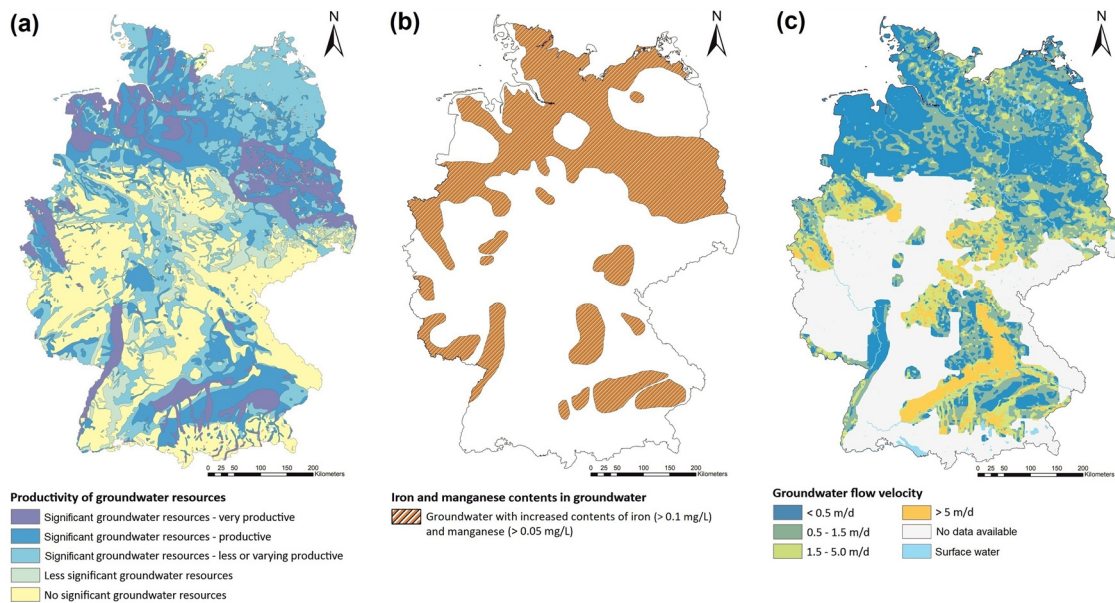 (a)
N
0 25 50 100 150 200
Kilometers
Productivity of groundwater resources
Significant groundwater resources - very productive
Significant groundwater resources - productive
Significant groundwater resources - less or varying productive
Less significant groundwater resources
No significant groundwater resources
(b)
N
0 25 50 100 150 200
Kilometers
Iron and manganese contents in groundwater
Groundwater with increased contents of iron (> 0.1 mg/L)
and manganese (> 0.05 mg/L)
(c)
N
0 25 50 100 150 200
Kilometers
Groundwater flow velocity
< 0.5 m/d
0.5 - 1.5 m/d
1.5 - 5.0 m/d
> 5 m/d
No data available
Surface water